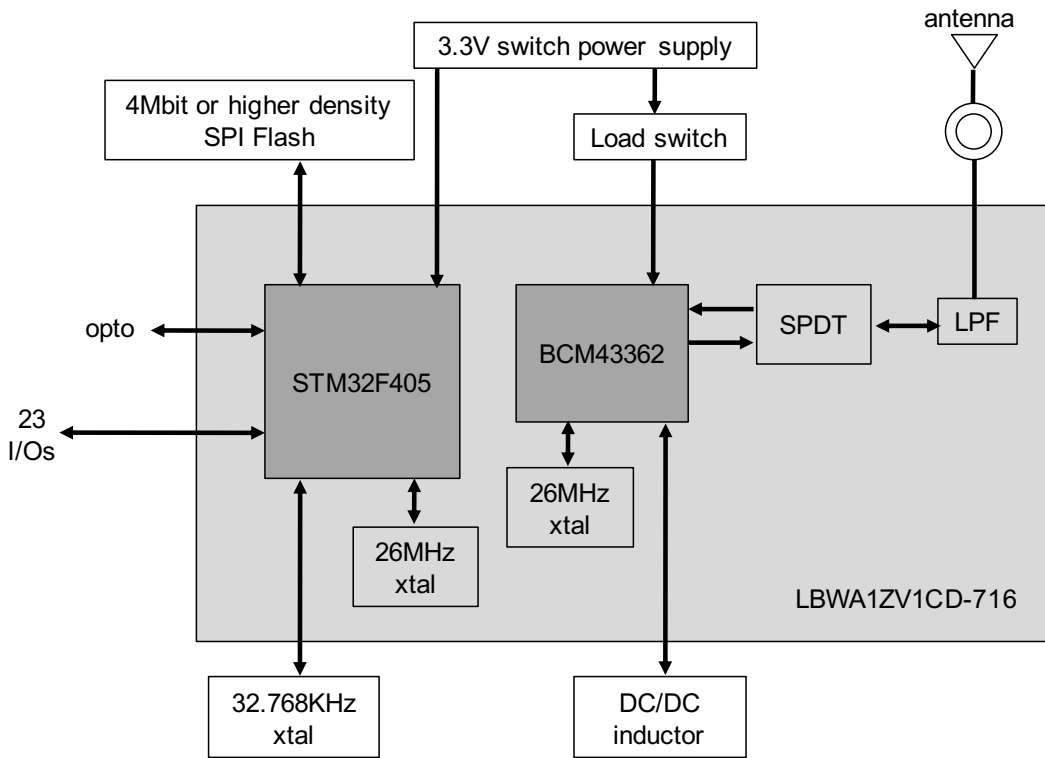 antenna
3.3V switch power supply
4Mbit or higher density
SPI Flash
Load switch
opto
STM32F405
BCM43362
SPDT
LPF
23
I/Os
26MHz
xtal
26MHz
xtal
LBWA1ZV1CD-716
32.768KHz
xtal
DC/DC
inductor